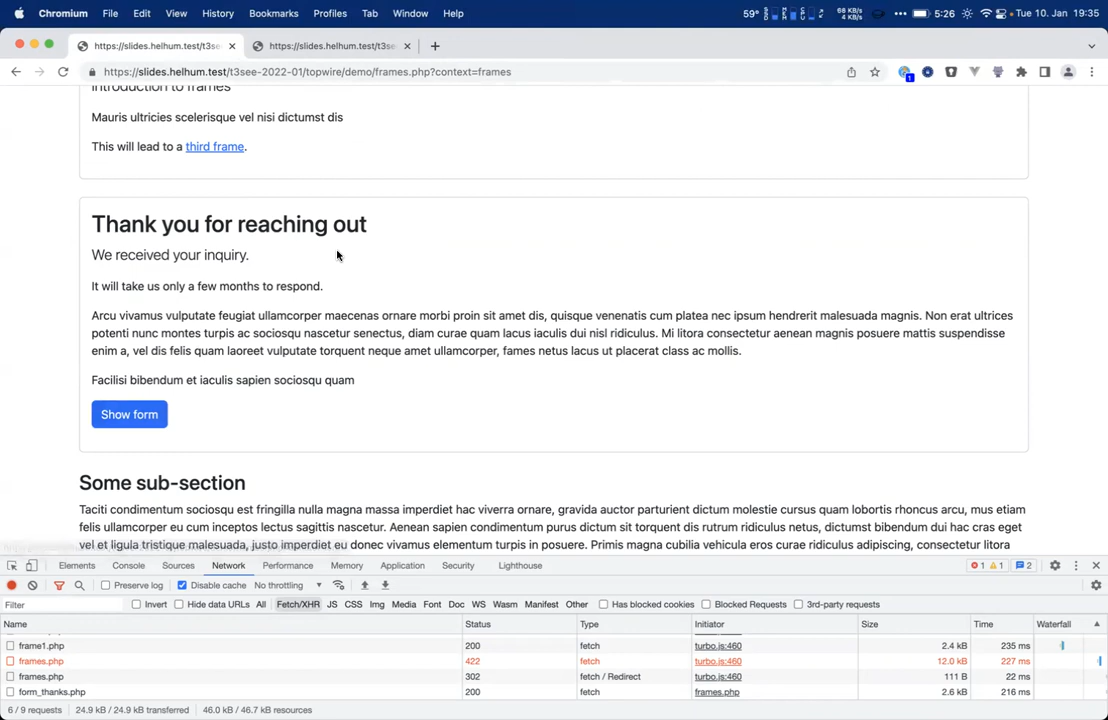 Chromium File Edit View History Bookmarks Profiles Tab Window Help 59° 68 KB/s 4 KB/s 5:26 Tue 10. Jan 19:35
https://slides.helhum.test/t3see × https://slides.helhum.test/t3se × +
https://slides.helhum.test/t3see-2022-01/topwire/demo/frames.php?context=frames
Introduction to frames
Mauris ultricies scelerisque vel nisi dictumst dis
This will lead to a third frame.
Thank you for reaching out
We received your inquiry.
It will take us only a few months to respond.
Arcu vivamus vulputate feugiat ullamcorper maecenas ornare morbi proin sit amet dis, quisque venenatis cum platea nec ipsum hendrerit malesuada magnis. Non erat ultrices
potenti nunc montes turpis ac sociosqu nascetur senectus, diam curae quam lacus iaculis dui nisl ridiculus. Mi litora consectetur aenean magnis posuere mattis suspendisse
enim a, vel dis felis quam laoreet vulputate torquent neque amet ullamcorper, fames netus lacus ut placerat class ac mollis.
Facilisi bibendum et iaculis sapien sociosqu quam
Show form
Some sub-section
Taciti condimentum sociosqu est fringilla nulla magna massa imperdiet hac viverra ornare, gravida auctor parturient dictum molestie cursus quam lobortis rhoncus arcu, mus etiam
felis ullamcorper eu cum inceptos lectus sagittis nascetur. Aenean sapien condimentum purus dictum sit torquent dis rutrum ridiculus netus, dictumst bibendum dui hac cras eget
vel et ligula tristique malesuada, justo imperdiet eu donec vivamus elementum turpis in posuere. Primis magna cubilia vehicula eros curae ridiculus adipiscing, consectetur litora
Elements Console Sources Network Performance Memory Application Security Lighthouse 1 1 2
Preserve log Disable cache No throttling
Filter Invert Hide data URLs All Fetch/XHR JS CSS Img Media Font Doc WS Wasm Manifest Other Has blocked cookies Blocked Requests 3rd-party requests
Name Status Type Initiator Size Time Waterfall
frame1.php 200 fetch turbo.js:460 2.4 kB 235 ms
frames.php 422 fetch turbo.js:460 12.0 kB 227 ms
frames.php 302 fetch / Redirect turbo.js:460 111 B 22 ms
form_thanks.php 200 fetch frames.php 2.6 kB 216 ms
6 / 9 requests 24.9 kB / 24.9 kB transferred 46.0 kB / 46.7 kB resources